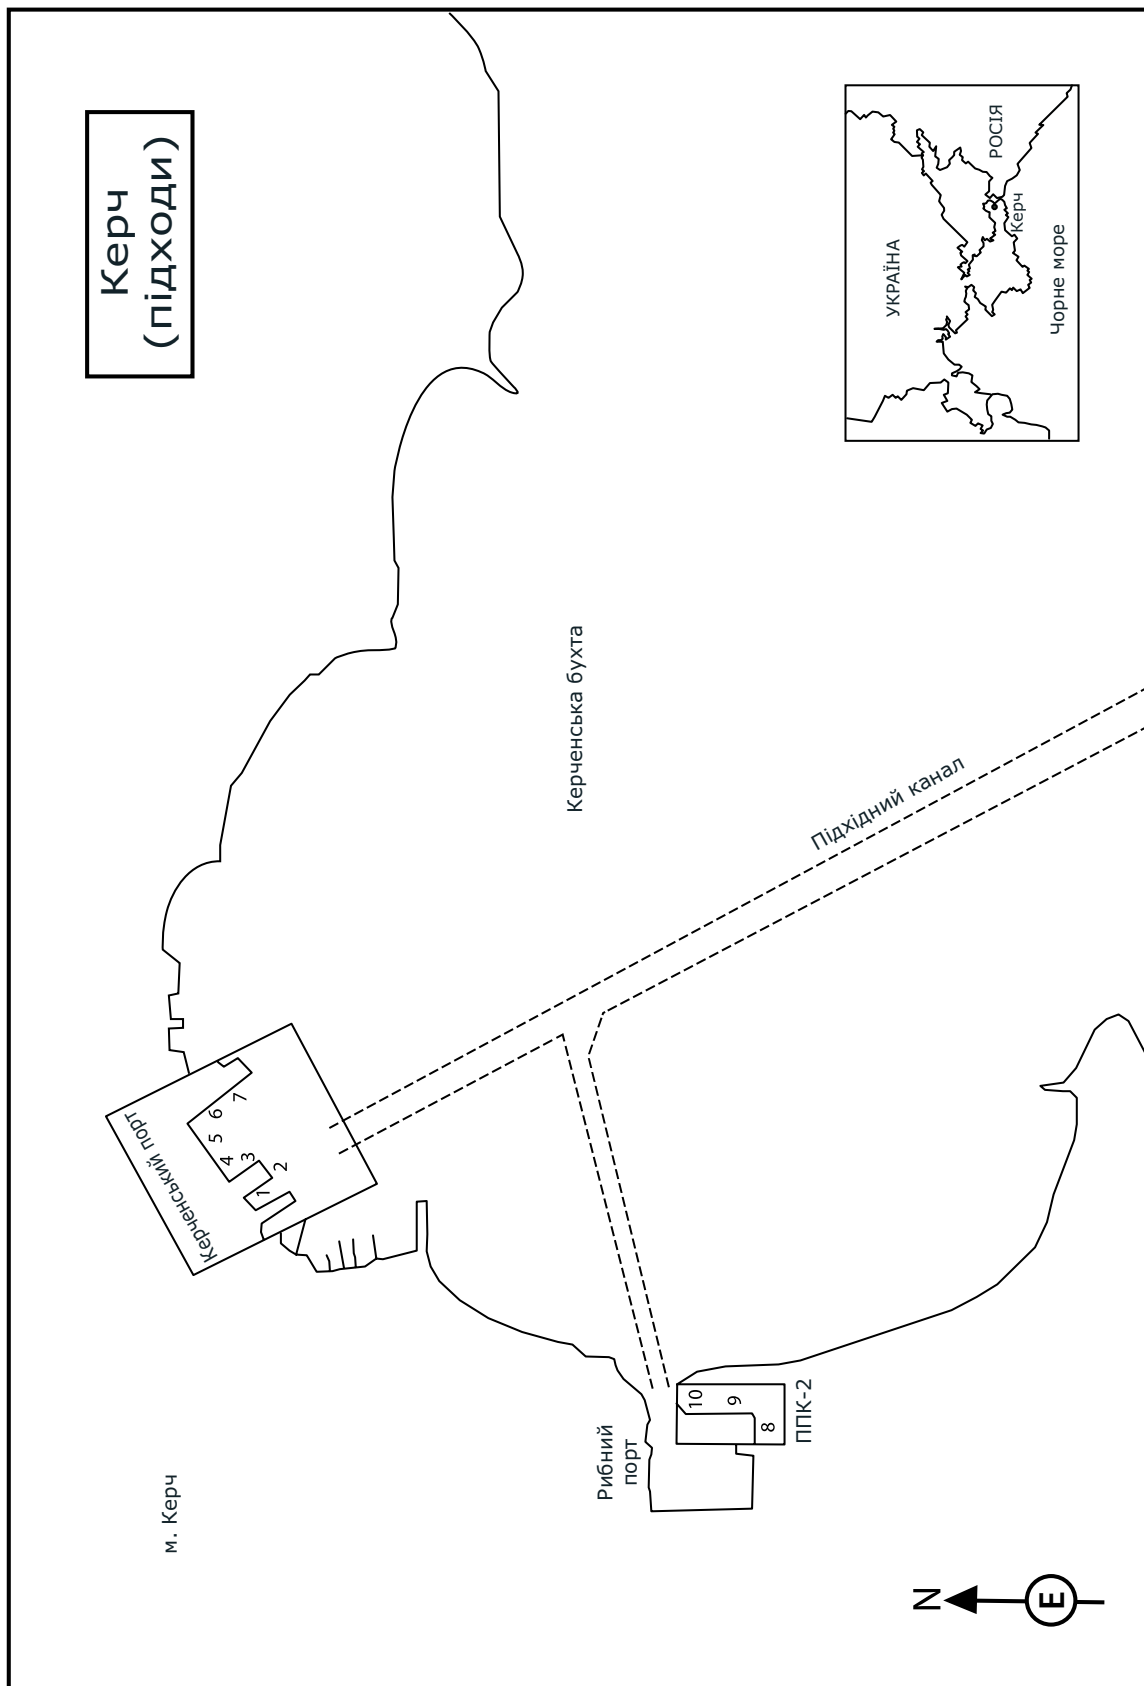 Керч
(підходи)
УКРАЇНА
РОСІЯ
Керч
Чорне море
Керченська бухта
Підхідний канал
Керченський порт
1
2
3
4
5
6
7
м. Керч
Рибний
порт
10
9
8
ППК-2
N
E